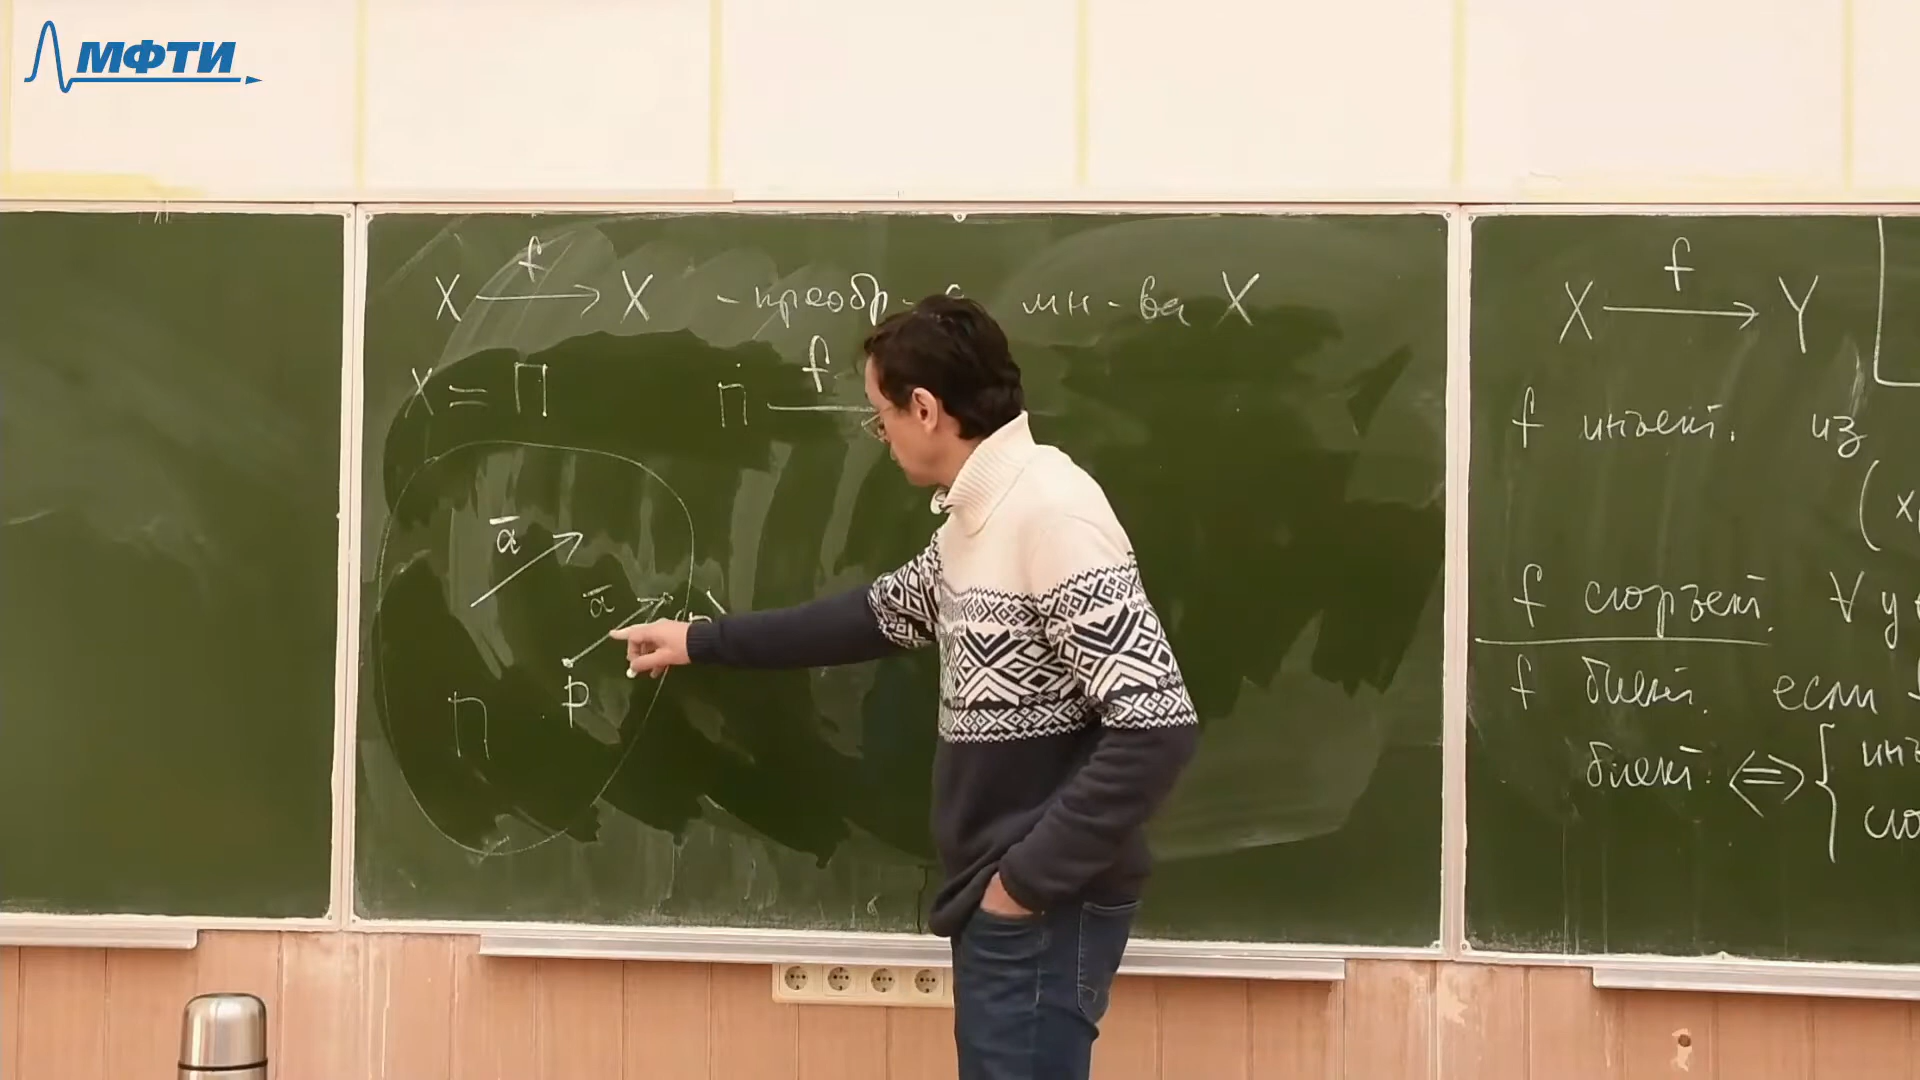 МФТИ
X —f→ X - преобр- мн-ва X
X = П
П f
ā
ā
P
П
X —f→ Y
f инъект. из
(x
f сюръект. ∀ y
f биект. если f
биект. ⇔ { инъ
сю